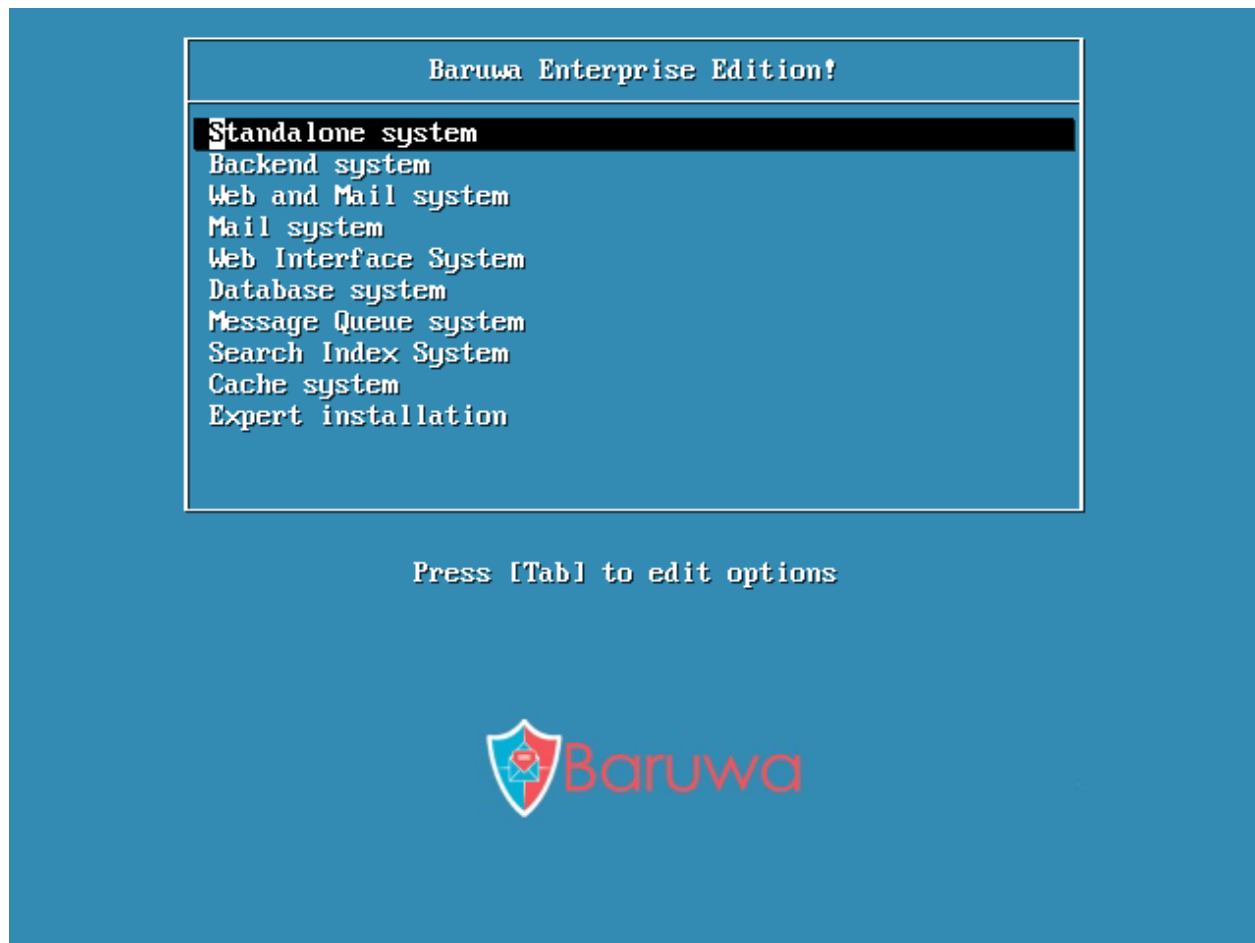 Baruwa Enterprise Edition!
Standalone system
Backend system
Web and Mail system
Mail system
Web Interface System
Database system
Message Queue system
Search Index System
Cache system
Expert installation
Press [Tab] to edit options
Baruwa